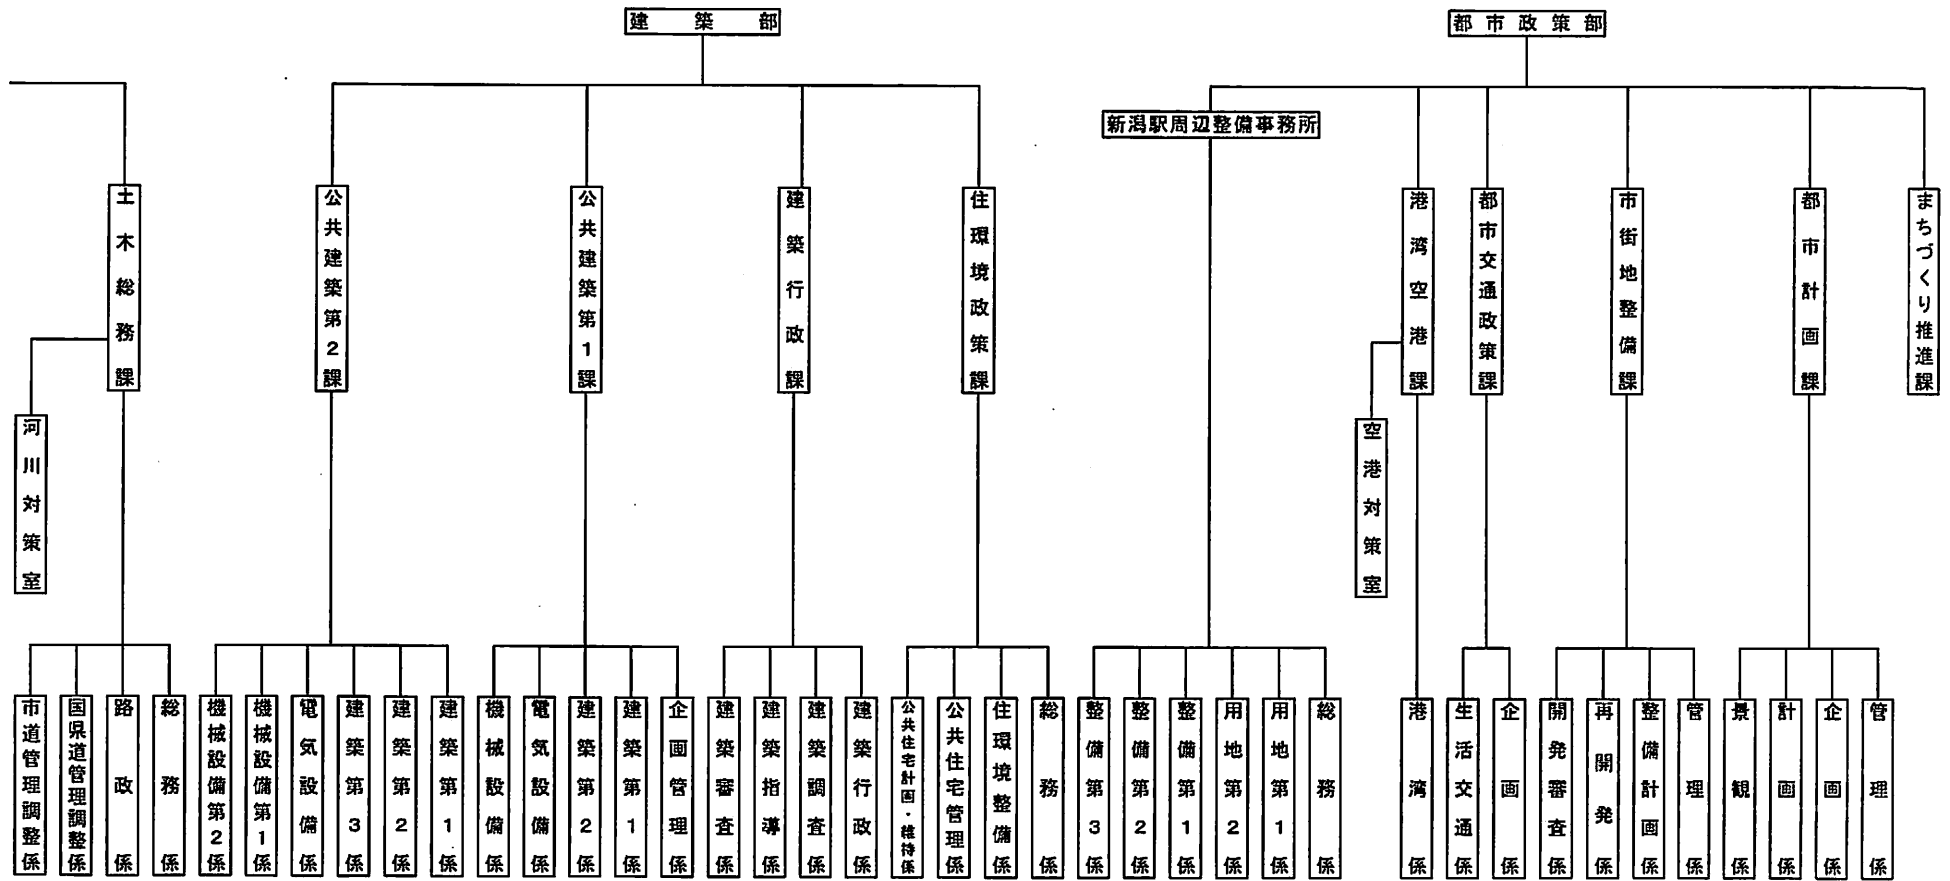 都市政策部
建築部
新潟駅周辺整備事務所
まちづくり推進課
都市計画課
市街地整備課
都市交通政策課
港湾空港課
住環境政策課
建築行政課
公共建築第1課
公共建築第2課
土木総務課
空港対策室
河川対策室
管理係
企画係
計画係
景観係
管理係
整備計画係
再開発係
開発審査係
企画係
生活交通係
港湾係
総務係
用地第1係
用地第2係
整備第1係
整備第2係
整備第3係
総務係
住環境整備係
公共住宅管理係
公共住宅計画・維持係
建築行政係
建築調査係
建築指導係
建築審査係
企画管理係
建築第1係
建築第2係
電気設備係
機械設備係
建築第1係
建築第2係
建築第3係
電気設備係
機械設備第1係
機械設備第2係
総務係
路政係
国県道管理調整係
市道管理調整係